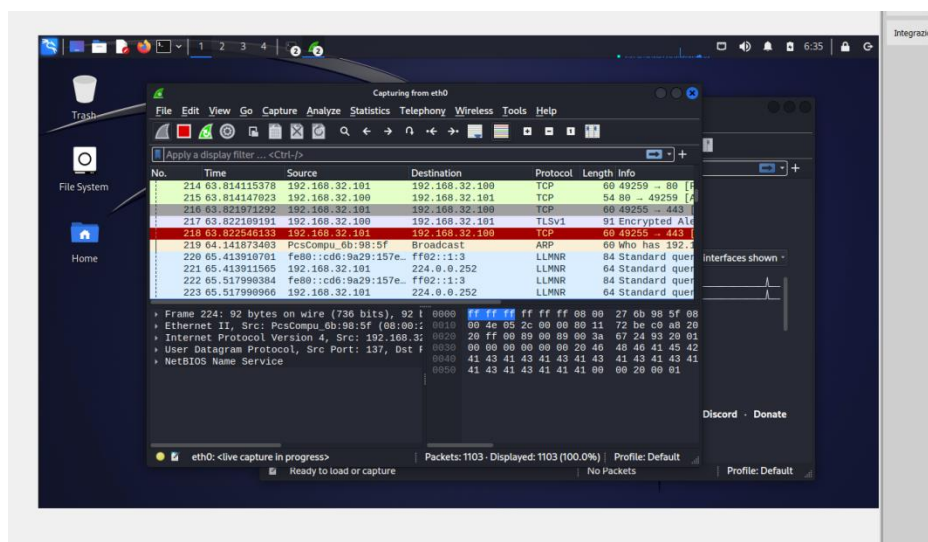 Integrazi
1 2 3 4 2 2 6:35
Trash
File System
Home
Capturing from eth0
File Edit View Go Capture Analyze Statistics Telephony Wireless Tools Help
Apply a display filter ... <Ctrl-/>
No. Time Source Destination Protocol Length Info
214 63.814115378 192.168.32.101 192.168.32.100 TCP 60 49259 → 80 [F
215 63.814147023 192.168.32.100 192.168.32.101 TCP 54 80 → 49259 [A
216 63.821971292 192.168.32.101 192.168.32.100 TCP 60 49255 → 443 [
217 63.822109191 192.168.32.100 192.168.32.101 TLSv1 91 Encrypted Ale
218 63.822546133 192.168.32.101 192.168.32.100 TCP 60 49255 → 443 [
219 64.141873403 PcsCompu_6b:98:5f Broadcast ARP 60 Who has 192.1
220 65.413910701 fe80::cd6:9a29:157e… ff02::1:3 LLMNR 84 Standard quer
221 65.413911565 192.168.32.101 224.0.0.252 LLMNR 64 Standard quer
222 65.517990384 fe80::cd6:9a29:157e… ff02::1:3 LLMNR 84 Standard quer
223 65.517990966 192.168.32.101 224.0.0.252 LLMNR 64 Standard quer
interfaces shown
Frame 224: 92 bytes on wire (736 bits), 92 b
Ethernet II, Src: PcsCompu_6b:98:5f (08:00:2
Internet Protocol Version 4, Src: 192.168.32
User Datagram Protocol, Src Port: 137, Dst P
NetBIOS Name Service
0000 ff ff ff ff ff ff 08 00 27 6b 98 5f 08
0010 00 4e 05 2c 00 00 80 11 72 be c0 a8 20
0020 20 ff 00 89 00 89 00 3a 67 24 93 20 01
0030 00 00 00 00 00 00 20 46 48 46 41 45 42
0040 41 43 41 43 41 43 41 43 41 43 41 43 41
0050 41 43 41 43 41 41 41 00 00 20 00 01
Discord · Donate
eth0: <live capture in progress> Packets: 1103 · Displayed: 1103 (100.0%) Profile: Default
Ready to load or capture No Packets Profile: Default